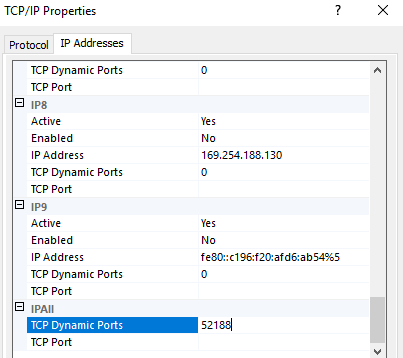 TCP/IP Properties
?
Protocol IP Addresses
TCP Dynamic Ports 0
TCP Port
IP8
Active Yes
Enabled No
IP Address 169.254.188.130
TCP Dynamic Ports 0
TCP Port
IP9
Active Yes
Enabled No
IP Address fe80::c196:f20:afd6:ab54%5
TCP Dynamic Ports 0
TCP Port
IPAll
TCP Dynamic Ports 52188
TCP Port